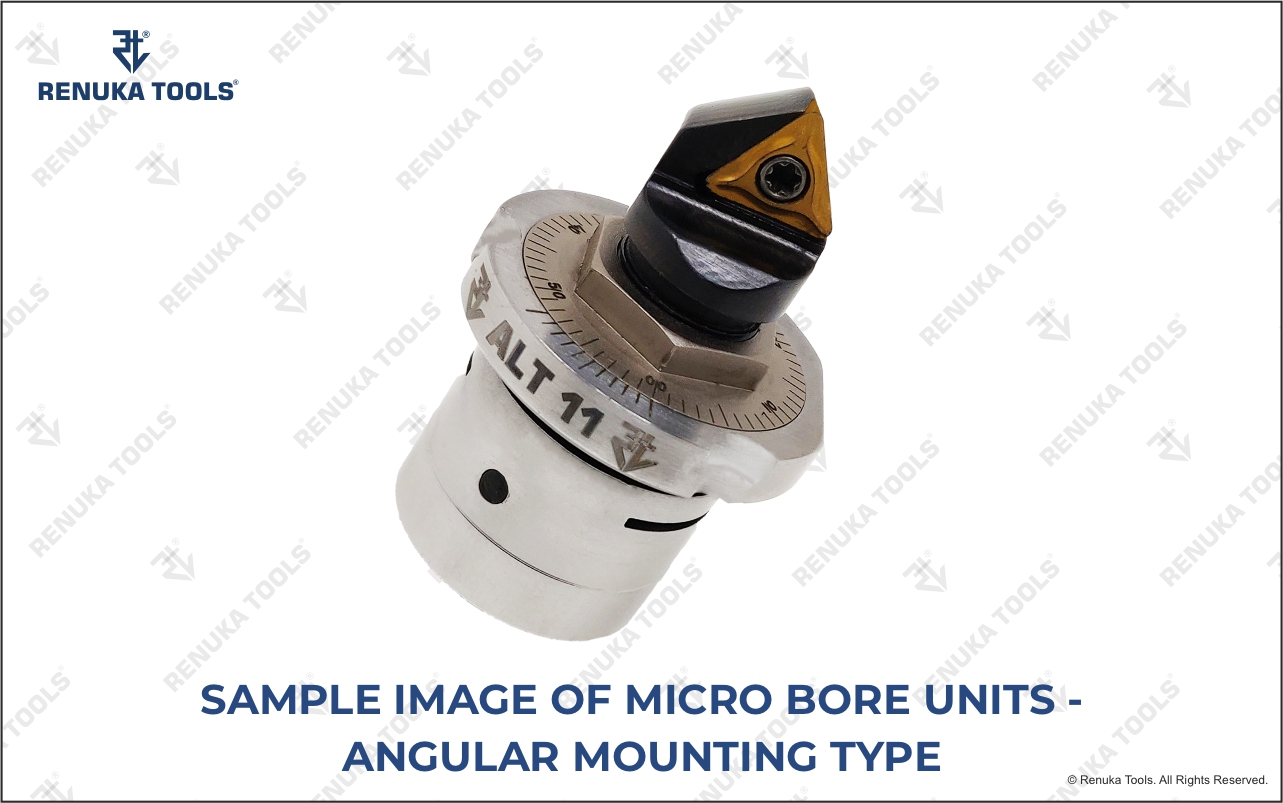 RENUKA TOOLS®
40
50
ALT 11
0
10
SAMPLE IMAGE OF MICRO BORE UNITS -
ANGULAR MOUNTING TYPE
© Renuka Tools. All Rights Reserved.